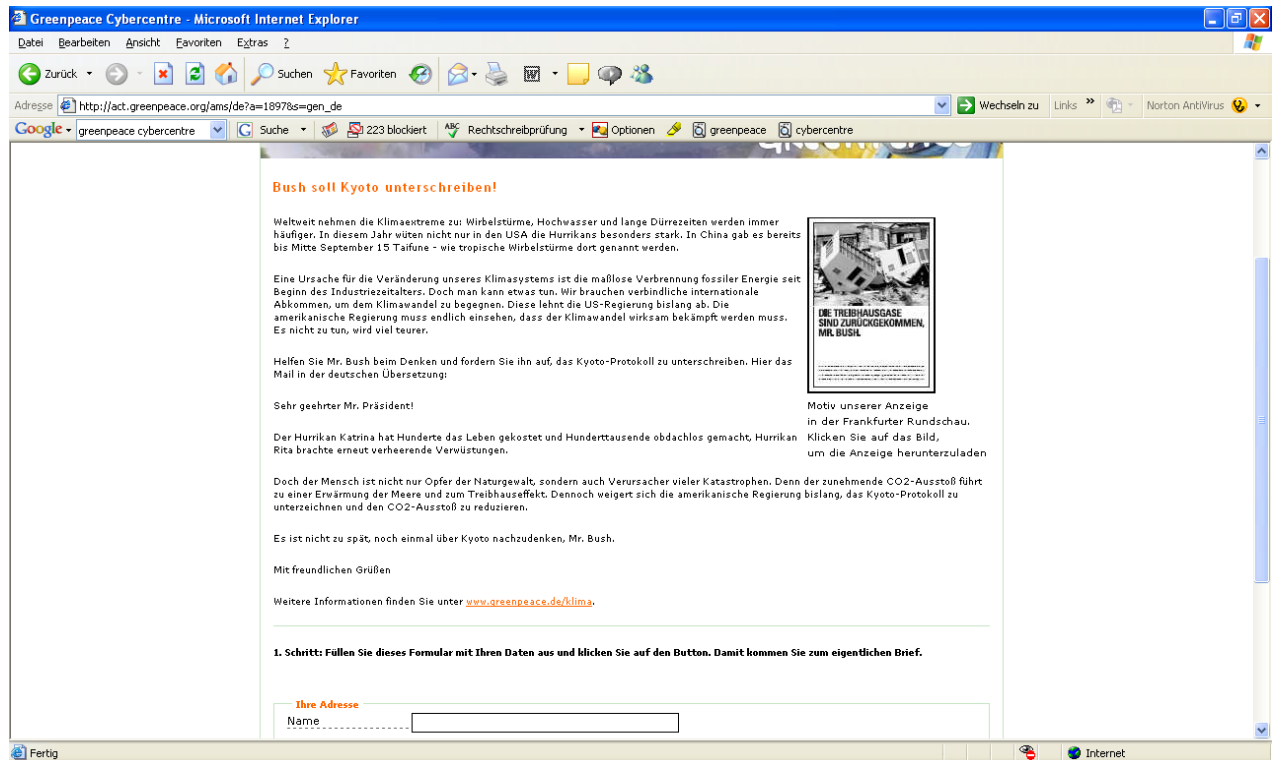 Greenpeace Cybercentre - Microsoft Internet Explorer
Datei Bearbeiten Ansicht Favoriten Extras ?
Zurück Suchen Favoriten
Adresse http://act.greenpeace.org/ams/de?a=1897&s=gen_de Wechseln zu Links » Norton AntiVirus
Google greenpeace cybercentre G Suche 223 blockiert ABC Rechtschreibprüfung Optionen greenpeace cybercentre
Bush soll Kyoto unterschreiben!
Weltweit nehmen die Klimaextreme zu: Wirbelstürme, Hochwasser und lange Dürrezeiten werden immer
häufiger. In diesem Jahr wüten nicht nur in den USA die Hurrikans besonders stark. In China gab es bereits
bis Mitte September 15 Taifune - wie tropische Wirbelstürme dort genannt werden.
Eine Ursache für die Veränderung unseres Klimasystems ist die maßlose Verbrennung fossiler Energie seit
Beginn des Industriezeitalters. Doch man kann etwas tun. Wir brauchen verbindliche internationale
Abkommen, um dem Klimawandel zu begegnen. Diese lehnt die US-Regierung bislang ab. Die
amerikanische Regierung muss endlich einsehen, dass der Klimawandel wirksam bekämpft werden muss.
Es nicht zu tun, wird viel teurer.
Helfen Sie Mr. Bush beim Denken und fordern Sie ihn auf, das Kyoto-Protokoll zu unterschreiben. Hier das
Mail in der deutschen Übersetzung:
Sehr geehrter Mr. Präsident!
Der Hurrikan Katrina hat Hunderte das Leben gekostet und Hunderttausende obdachlos gemacht, Hurrikan
Rita brachte erneut verheerende Verwüstungen.
DIE TREIBHAUSGASE
SIND ZURÜCKGEKOMMEN,
MR. BUSH.
Motiv unserer Anzeige
in der Frankfurter Rundschau.
Klicken Sie auf das Bild,
um die Anzeige herunterzuladen
Doch der Mensch ist nicht nur Opfer der Naturgewalt, sondern auch Verursacher vieler Katastrophen. Denn der zunehmende CO2-Ausstoß führt
zu einer Erwärmung der Meere und zum Treibhauseffekt. Dennoch weigert sich die amerikanische Regierung bislang, das Kyoto-Protokoll zu
unterzeichnen und den CO2-Ausstoß zu reduzieren.
Es ist nicht zu spät, noch einmal über Kyoto nachzudenken, Mr. Bush.
Mit freundlichen Grüßen
Weitere Informationen finden Sie unter www.greenpeace.de/klima.
1. Schritt: Füllen Sie dieses Formular mit Ihren Daten aus und klicken Sie auf den Button. Damit kommen Sie zum eigentlichen Brief.
Ihre Adresse
Name
Fertig Internet